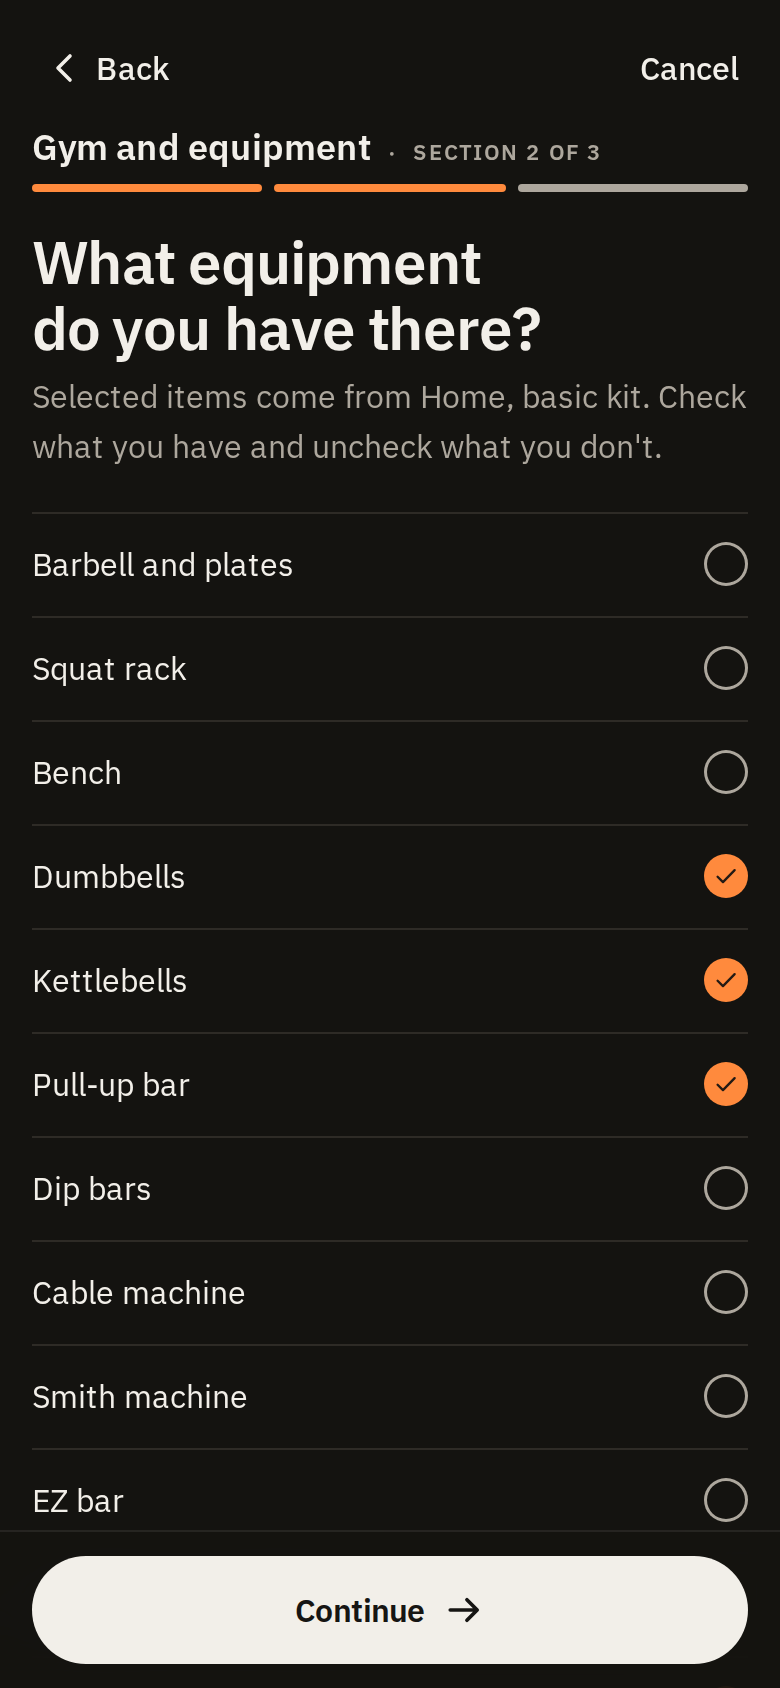 Back
Cancel
Gym and equipment · SECTION 2 OF 3
What equipment
do you have there?
Selected items come from Home, basic kit. Check
what you have and uncheck what you don't.
Barbell and plates
Squat rack
Bench
Dumbbells
Kettlebells
Pull-up bar
Dip bars
Cable machine
Smith machine
EZ bar
Continue